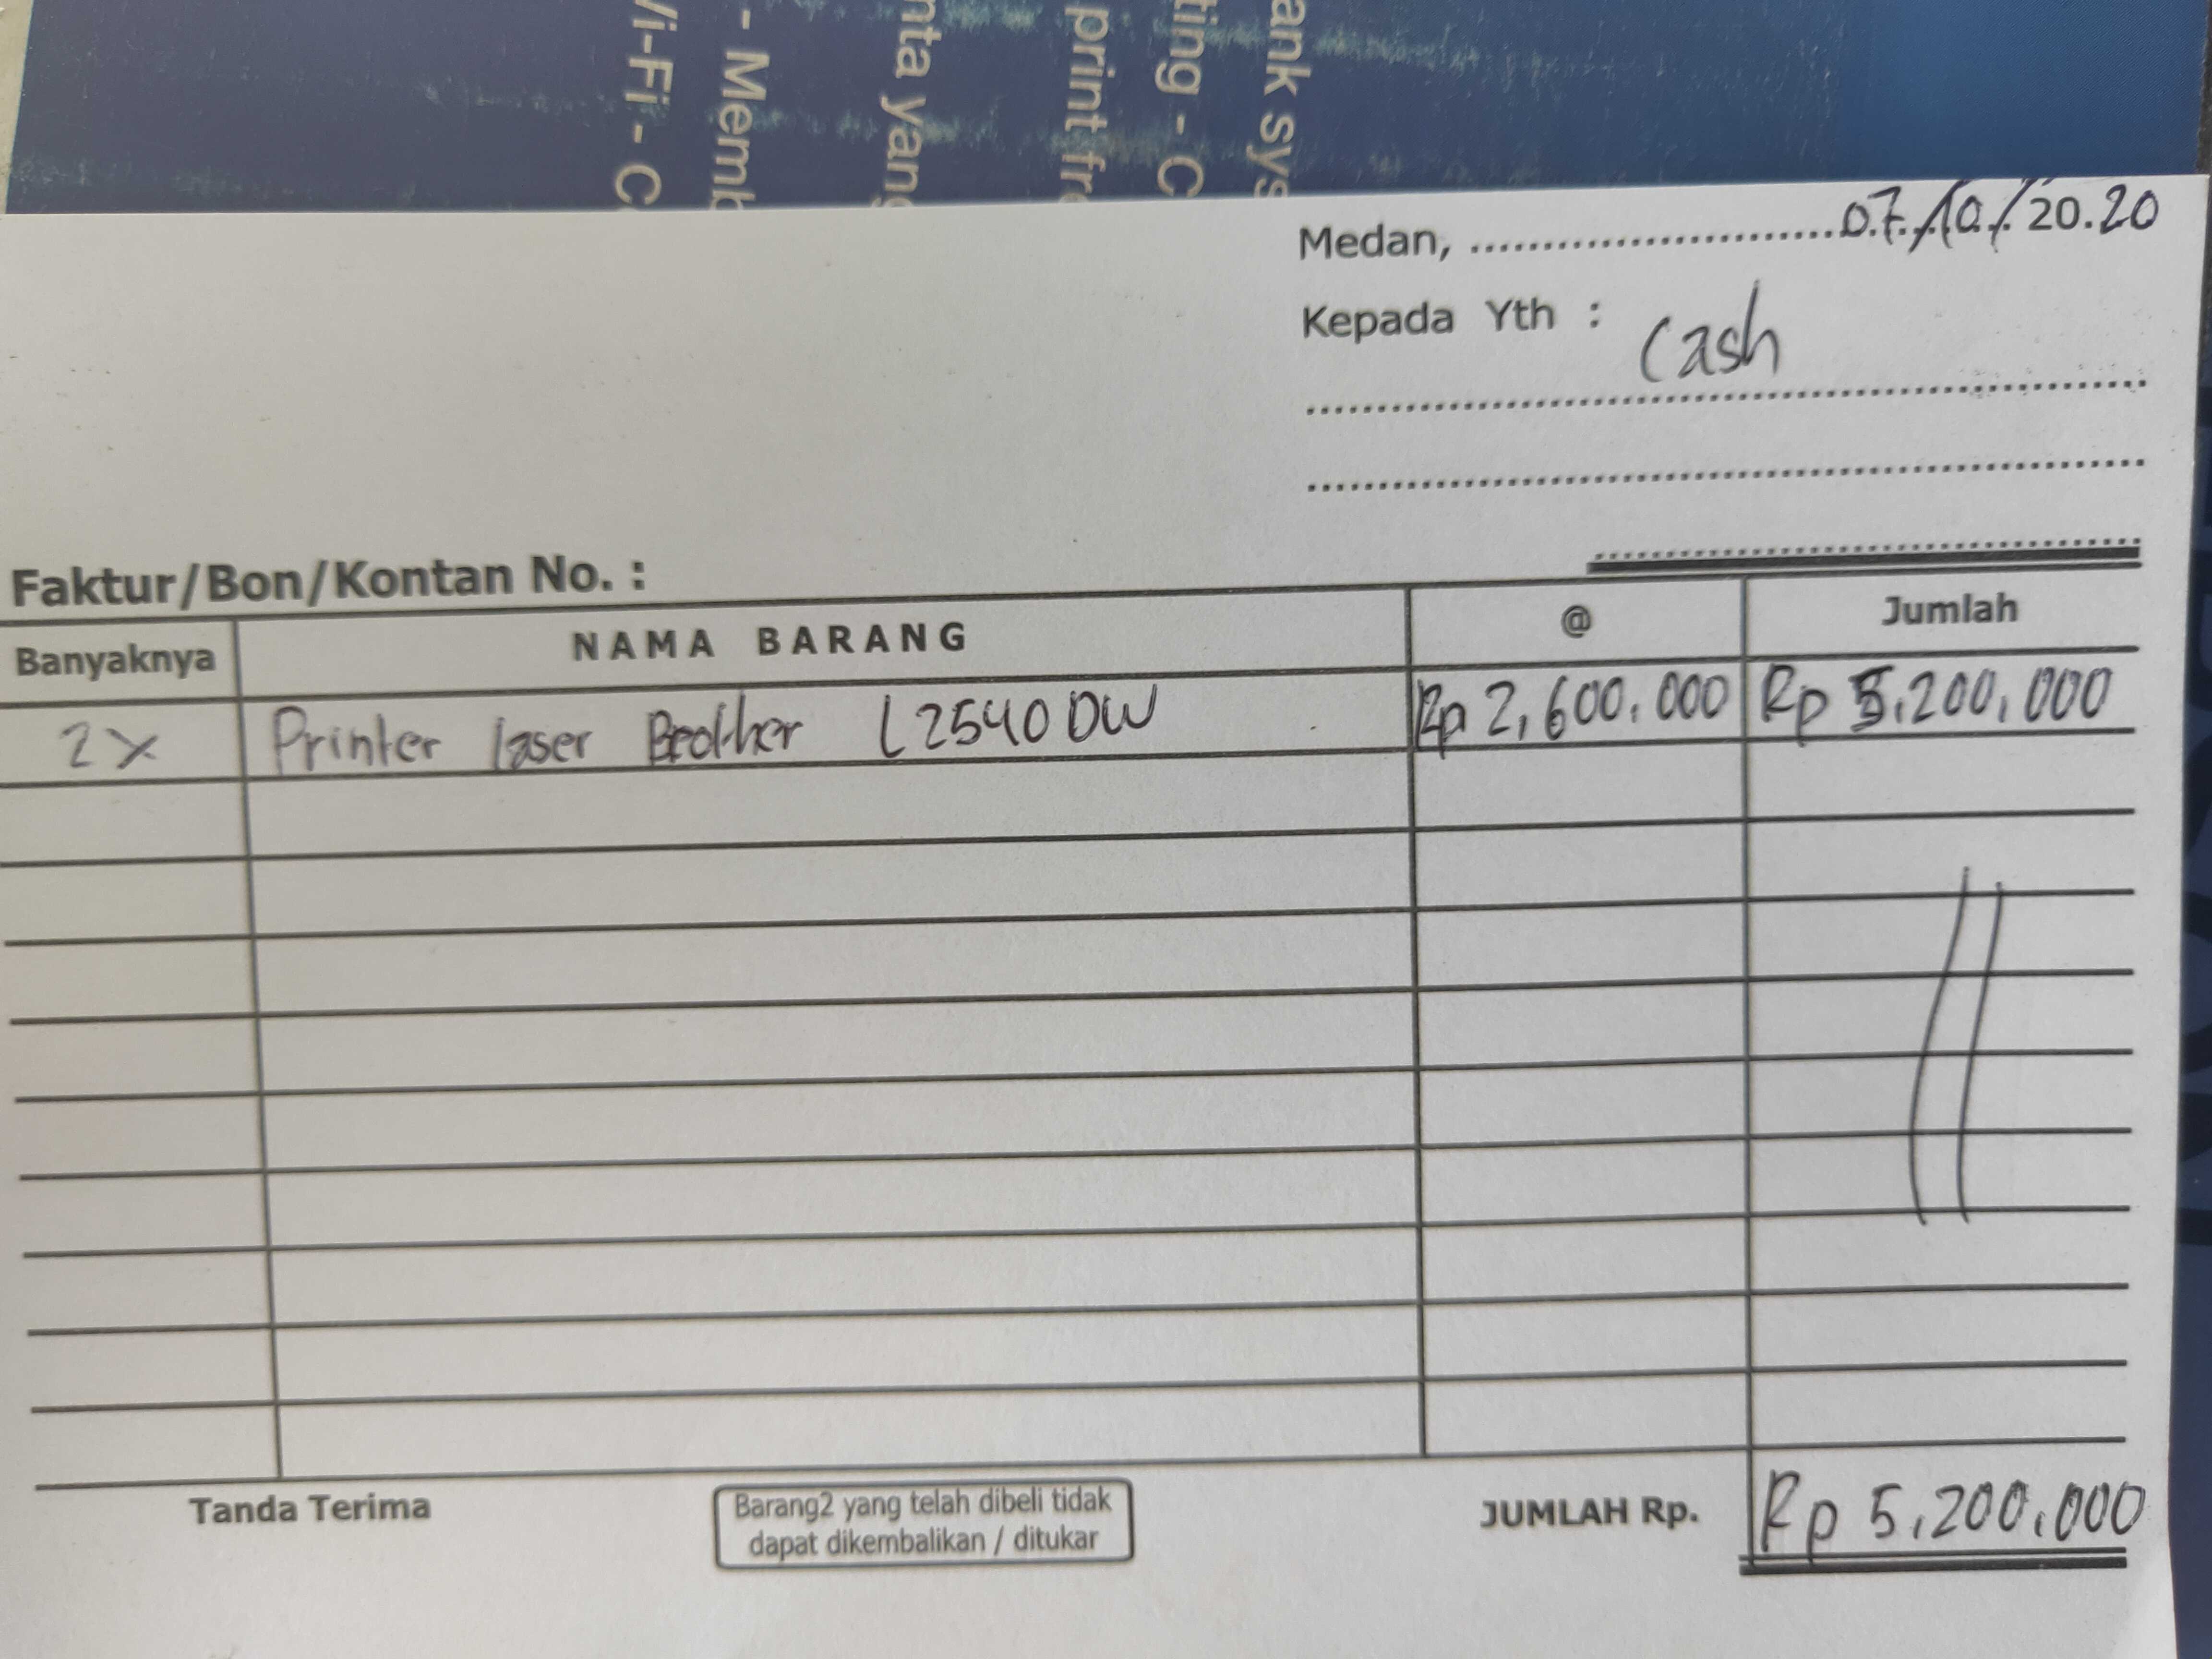 Wi-Fi - C
- Memb
nta yang
print fr
ting - C
ank sys
Medan, ..........................07/10/2020
Kepada Yth : Cash
Faktur/Bon/Kontan No. :
Banyaknya NAMA BARANG @ Jumlah
2x Printer laser Brother L2540DW Rp 2,600,000 Rp 5,200,000
Tanda Terima
Barang2 yang telah dibeli tidak
dapat dikembalikan / ditukar
JUMLAH Rp. Rp 5,200,000